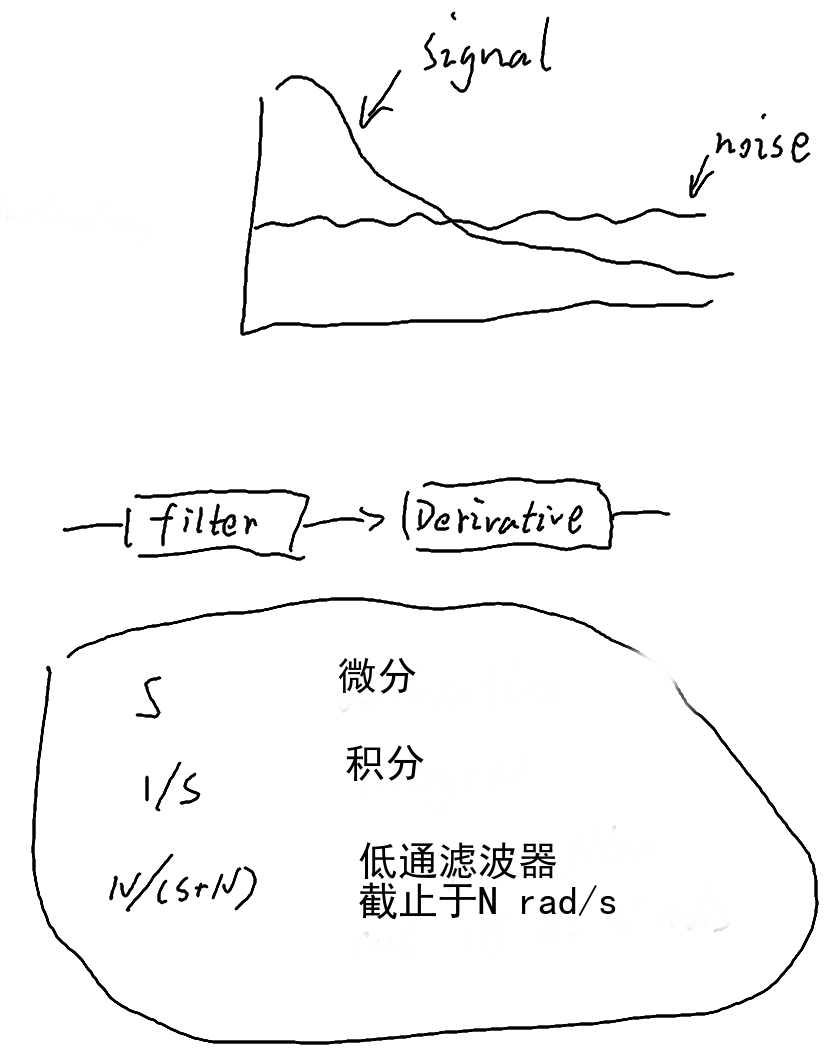 signal
noise
filter
Derivative
S 微分
1/S 积分
N/(S+N) 低通滤波器
截止于N rad/s